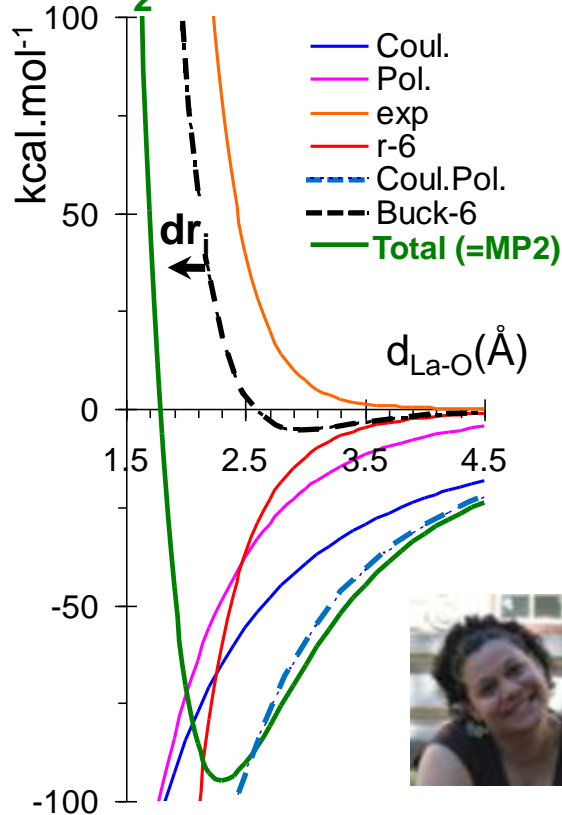 2
100
50
0
-50
-100
kcal.mol-1
Coul.
Pol.
exp
r-6
Coul.Pol.
Buck-6
Total (=MP2)
dr
dLa-O(Å)
1.5 2.5 3.5 4.5